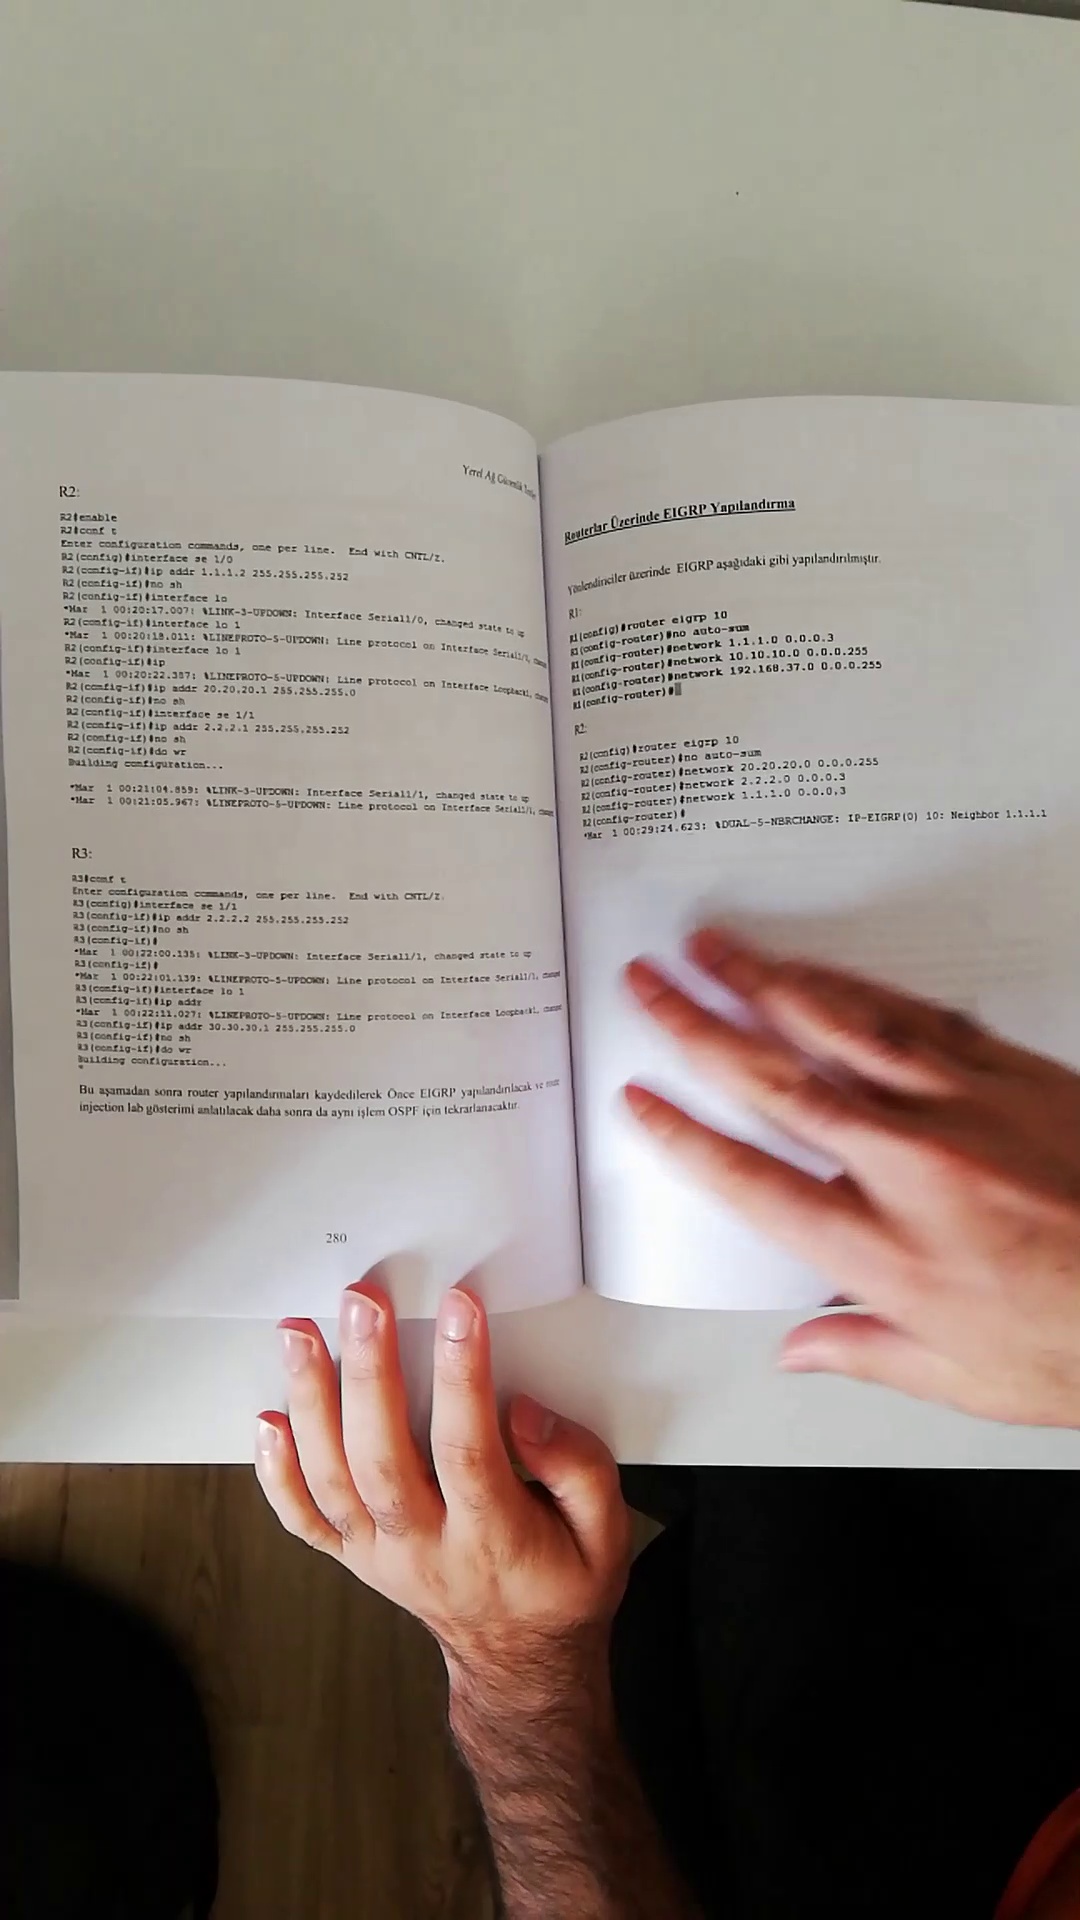 Yerel Ağ Güvenlik
R2:
R2#enable
R2#conf t
Enter configuration commands, one per line.  End with CNTL/Z.
R2(config)#interface se 1/0
R2(config-if)#ip addr 1.1.1.2 255.255.255.252
R2(config-if)#no sh
R2(config-if)#interface lo
*Mar  1 00:20:17.007: %LINK-3-UPDOWN: Interface Serial1/0, changed state to up
R2(config-if)#interface lo 1
*Mar  1 00:20:18.011: %LINEPROTO-5-UPDOWN: Line protocol on Interface Serial1/
R2(config-if)#interface lo 1
R2(config-if)#ip
*Mar  1 00:20:22.387: %LINEPROTO-5-UPDOWN: Line protocol on Interface Loopback1,
R2(config-if)#ip addr 20.20.20.1 255.255.255.0
R2(config-if)#no sh
R2(config-if)#interface se 1/1
R2(config-if)#ip addr 2.2.2.1 255.255.255.252
R2(config-if)#no sh
R2(config-if)#do wr
Building configuration...
*Mar  1 00:21:04.859: %LINK-3-UPDOWN: Interface Serial1/1, changed state to up
*Mar  1 00:21:05.967: %LINEPROTO-5-UPDOWN: Line protocol on Interface Serial1/1,
R3:
R3#conf t
Enter configuration commands, one per line.  End with CNTL/Z.
R3(config)#interface se 1/1
R3(config-if)#ip addr 2.2.2.2 255.255.255.252
R3(config-if)#no sh
R3(config-if)#
*Mar  1 00:22:00.135: %LINK-3-UPDOWN: Interface Serial1/1, changed state to up
R3(config-if)#
*Mar  1 00:22:01.139: %LINEPROTO-5-UPDOWN: Line protocol on Interface Serial1/1, changed
R3(config-if)#interface lo 1
R3(config-if)#ip addr
*Mar  1 00:22:11.027: %LINEPROTO-5-UPDOWN: Line protocol on Interface Loopback1, changed
R3(config-if)#ip addr 30.30.30.1 255.255.255.0
R3(config-if)#no sh
R3(config-if)#do wr
Building configuration...
Bu aşamadan sonra router yapılandırmaları kaydedilerek Önce EIGRP yapılandırılacak ve route
injection lab gösterimi anlatılacak daha sonra da aynı işlem OSPF için tekrarlanacaktır.
280
Routerlar Üzerinde EIGRP Yapılandırma
Yönlendiriciler üzerinde  EIGRP aşağıdaki gibi yapılandırılmıştır.
R1:
R1(config)#router eigrp 10
R1(config-router)#no auto-sum
R1(config-router)#network 1.1.1.0 0.0.0.3
R1(config-router)#network 10.10.10.0 0.0.0.255
R1(config-router)#network 192.168.37.0 0.0.0.255
R1(config-router)#
R2:
R2(config)#router eigrp 10
R2(config-router)#no auto-sum
R2(config-router)#network 20.20.20.0 0.0.0.255
R2(config-router)#network 2.2.2.0 0.0.0.3
R2(config-router)#network 1.1.1.0 0.0.0.3
R2(config-router)#
*Mar  1 00:29:24.623: %DUAL-5-NBRCHANGE: IP-EIGRP(0) 10: Neighbor 1.1.1.1